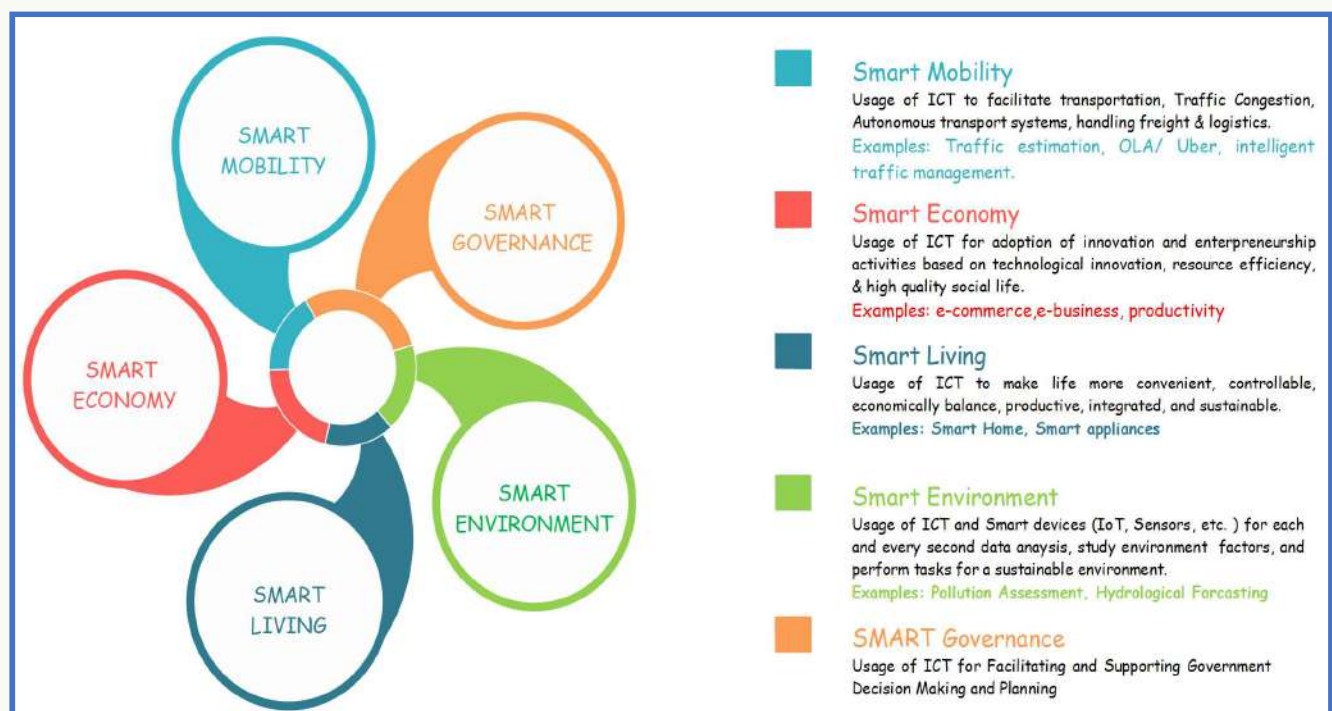 SMART
MOBILITY
SMART
GOVERNANCE
SMART
ECONOMY
SMART
ENVIRONMENT
SMART
LIVING
Smart Mobility
Usage of ICT to facilitate transportation, Traffic Congestion,
Autonomous transport systems, handling freight & logistics.
Examples: Traffic estimation, OLA/ Uber, intelligent
traffic management.
Smart Economy
Usage of ICT for adoption of innovation and enterpreneurship
activities based on technological innovation, resource efficiency,
& high quality social life.
Examples: e-commerce,e-business, productivity
Smart Living
Usage of ICT to make life more convenient, controllable,
economically balance, productive, integrated, and sustainable.
Examples: Smart Home, Smart appliances
Smart Environment
Usage of ICT and Smart devices (IoT, Sensors, etc. ) for each
and every second data anaysis, study environment factors, and
perform tasks for a sustainable environment.
Examples: Pollution Assessment, Hydrological Forcasting
SMART Governance
Usage of ICT for Facilitating and Supporting Government
Decision Making and Planning